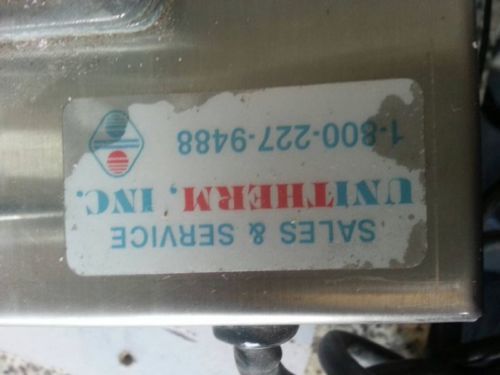 SALES & SERVICE
UNITHERM, INC.
1-800-227-9488